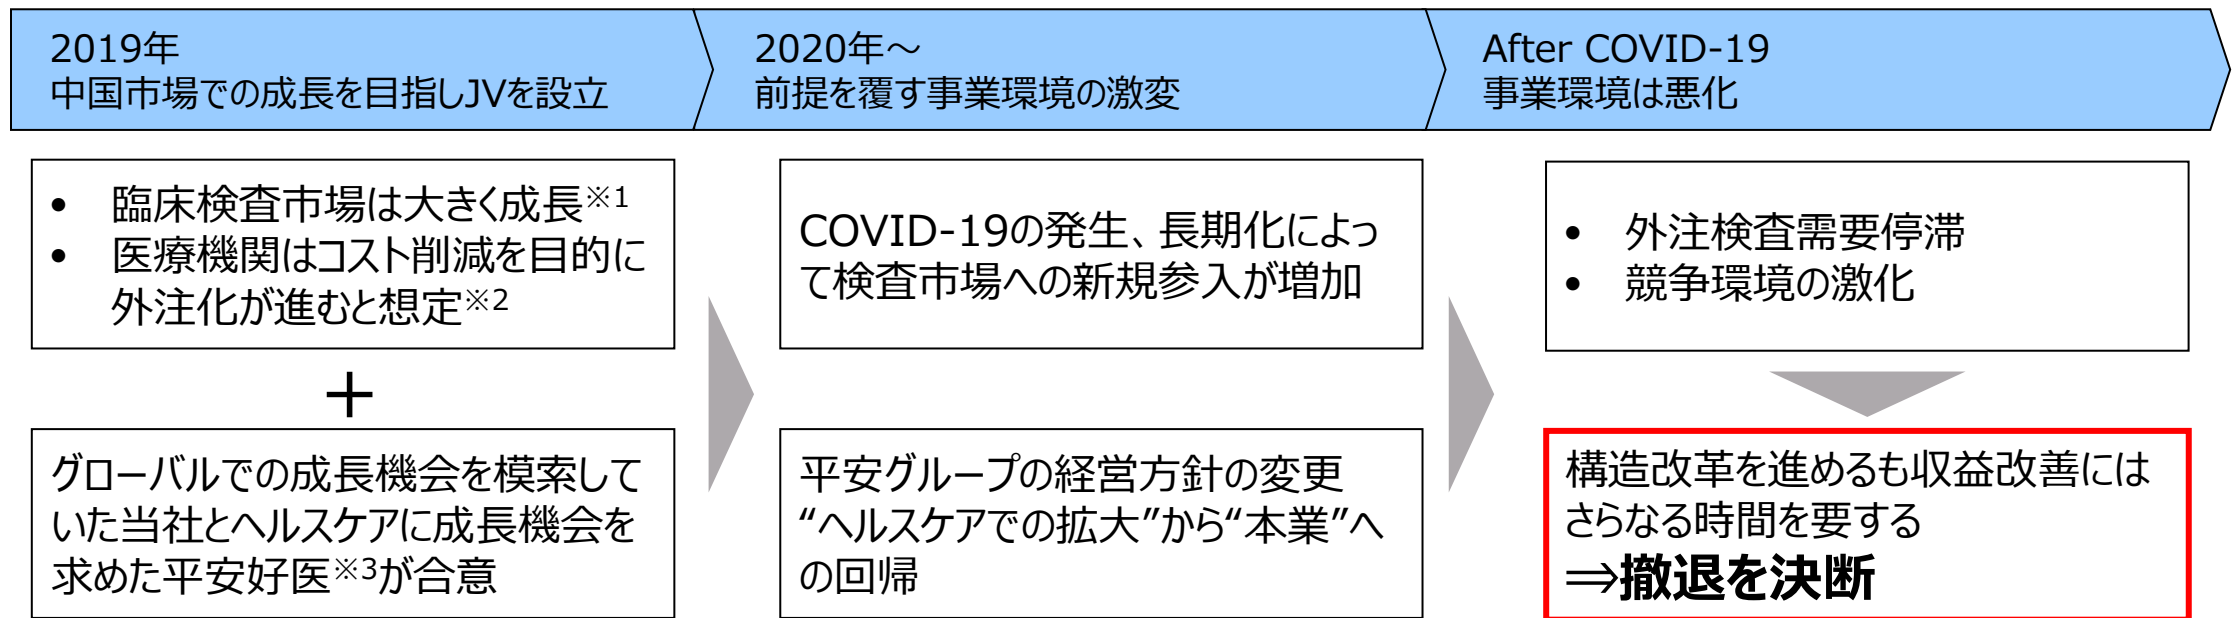 2019年
中国市場での成長を目指しJVを設立
2020年～
前提を覆す事業環境の激変
After COVID-19
事業環境は悪化
• 臨床検査市場は大きく成長※1
• 医療機関はコスト削減を目的に
外注化が進むと想定※2
＋
グローバルでの成長機会を模索して
いた当社とヘルスケアに成長機会を
求めた平安好医※3が合意
COVID-19の発生、長期化によっ
て検査市場への新規参入が増加
平安グループの経営方針の変更
“ヘルスケアでの拡大”から“本業”へ
の回帰
• 外注検査需要停滞
• 競争環境の激化
構造改革を進めるも収益改善には
さらなる時間を要する
⇒撤退を決断